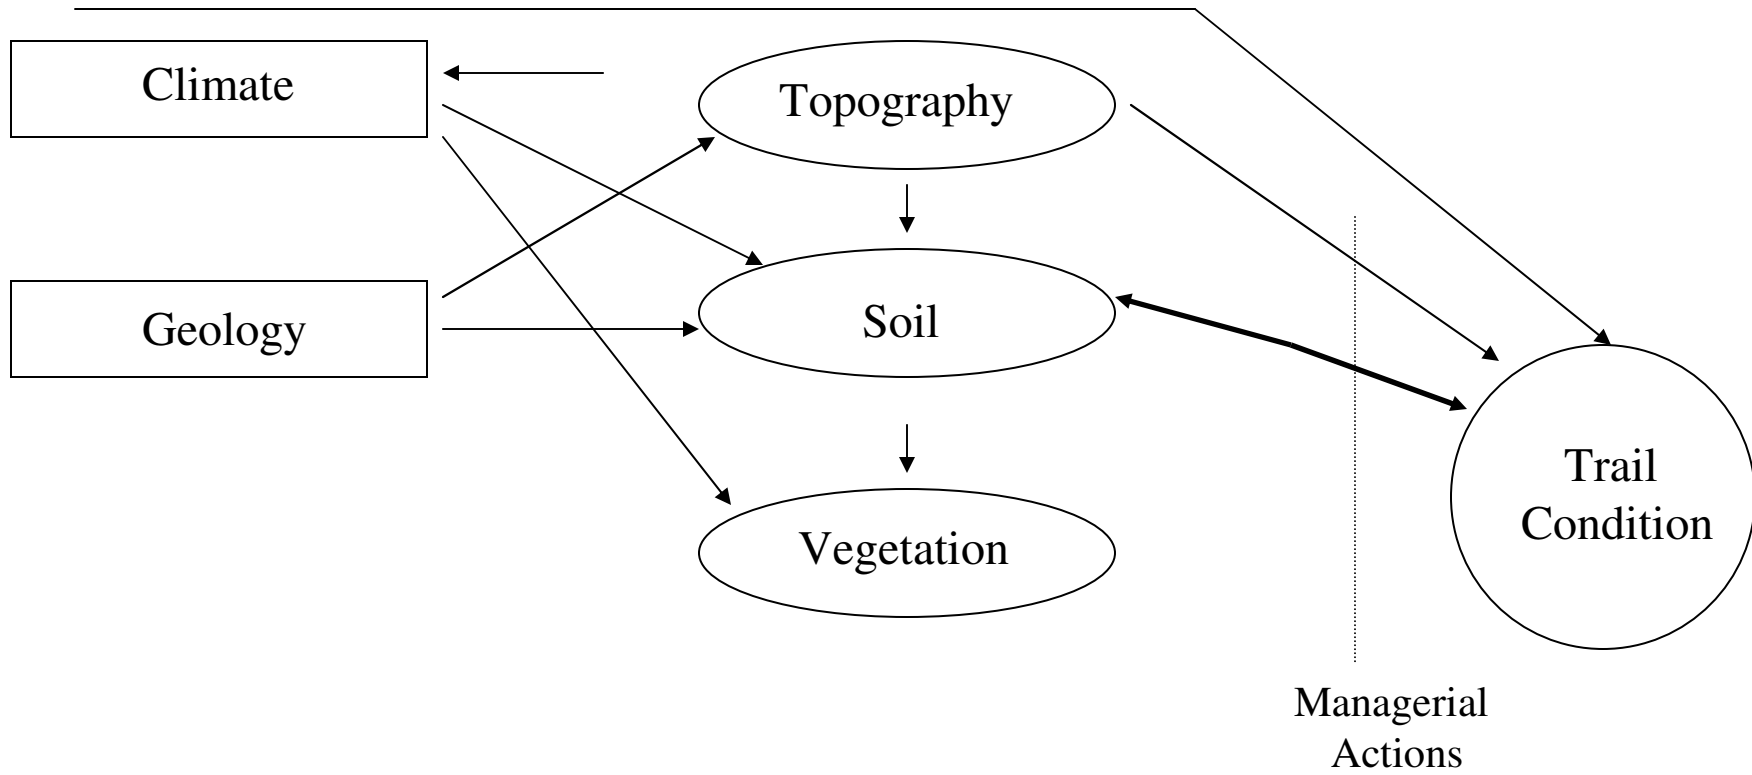 Climate
Topography
Geology
Soil
Vegetation
Trail
Condition
Managerial
Actions